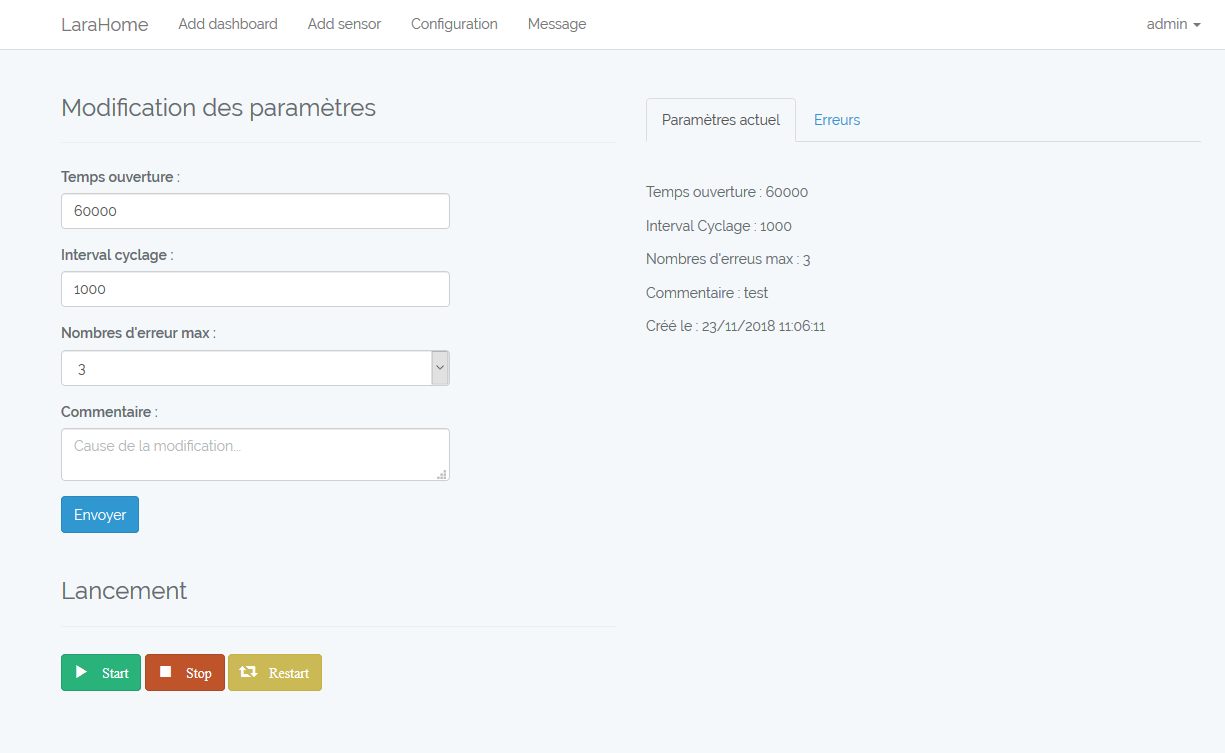 LaraHome Add dashboard Add sensor Configuration Message admin
Modification des paramètres
Temps ouverture :
60000
Interval cyclage :
1000
Nombres d'erreur max :
3
Commentaire :
Cause de la modification...
Envoyer
Lancement
Start Stop Restart
Paramètres actuel Erreurs
Temps ouverture : 60000
Interval Cyclage : 1000
Nombres d'erreus max : 3
Commentaire : test
Créé le : 23/11/2018 11:06:11